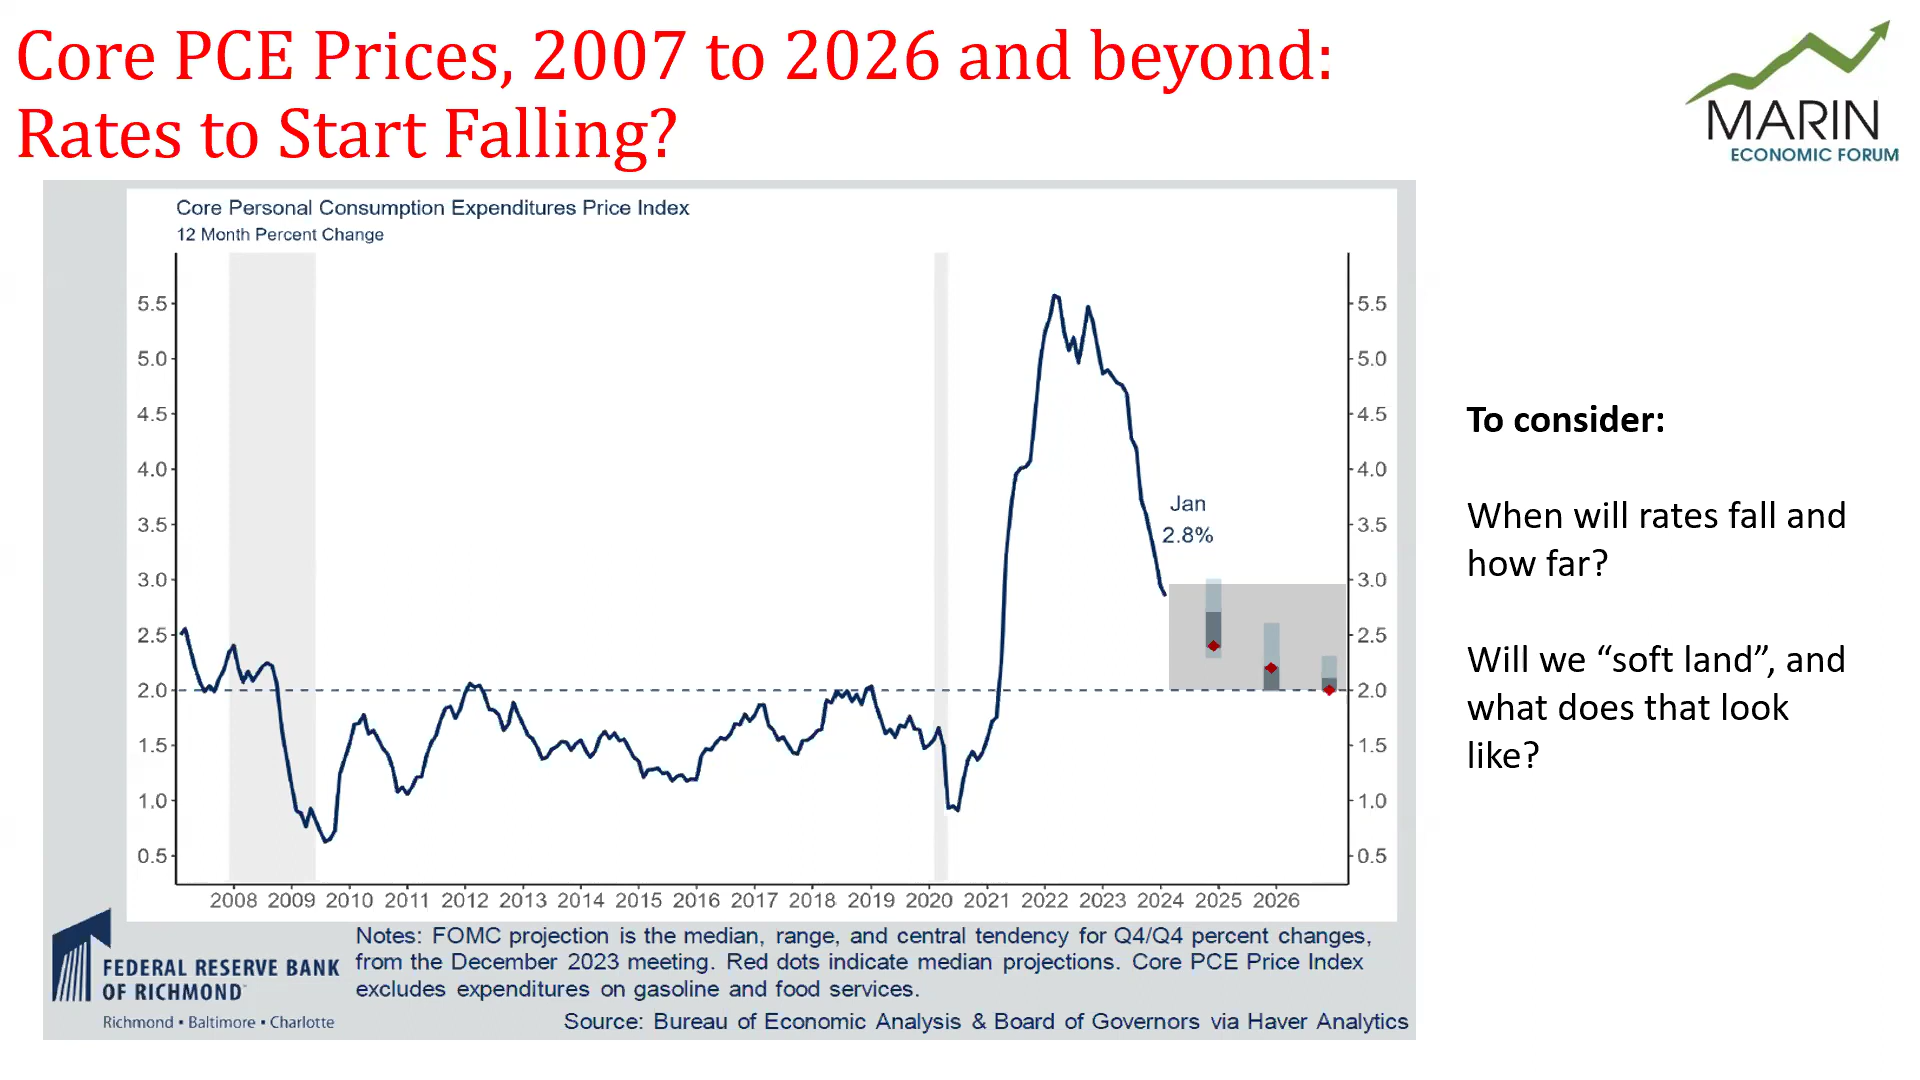 Core PCE Prices, 2007 to 2026 and beyond:
Rates to Start Falling?
MARIN
ECONOMIC FORUM
Core Personal Consumption Expenditures Price Index
12 Month Percent Change
5.5
5.0
4.5
4.0
3.5
3.0
2.5
2.0
1.5
1.0
0.5
Jan
2.8%
5.5
5.0
4.5
4.0
3.5
3.0
2.5
2.0
1.5
1.0
0.5
2008 2009 2010 2011 2012 2013 2014 2015 2016 2017 2018 2019 2020 2021 2022 2023 2024 2025 2026
To consider:
When will rates fall and
how far?
Will we “soft land”, and
what does that look
like?
FEDERAL RESERVE BANK
OF RICHMOND
Richmond ▪ Baltimore ▪ Charlotte
Notes: FOMC projection is the median, range, and central tendency for Q4/Q4 percent changes,
from the December 2023 meeting. Red dots indicate median projections. Core PCE Price Index
excludes expenditures on gasoline and food services.
Source: Bureau of Economic Analysis & Board of Governors via Haver Analytics